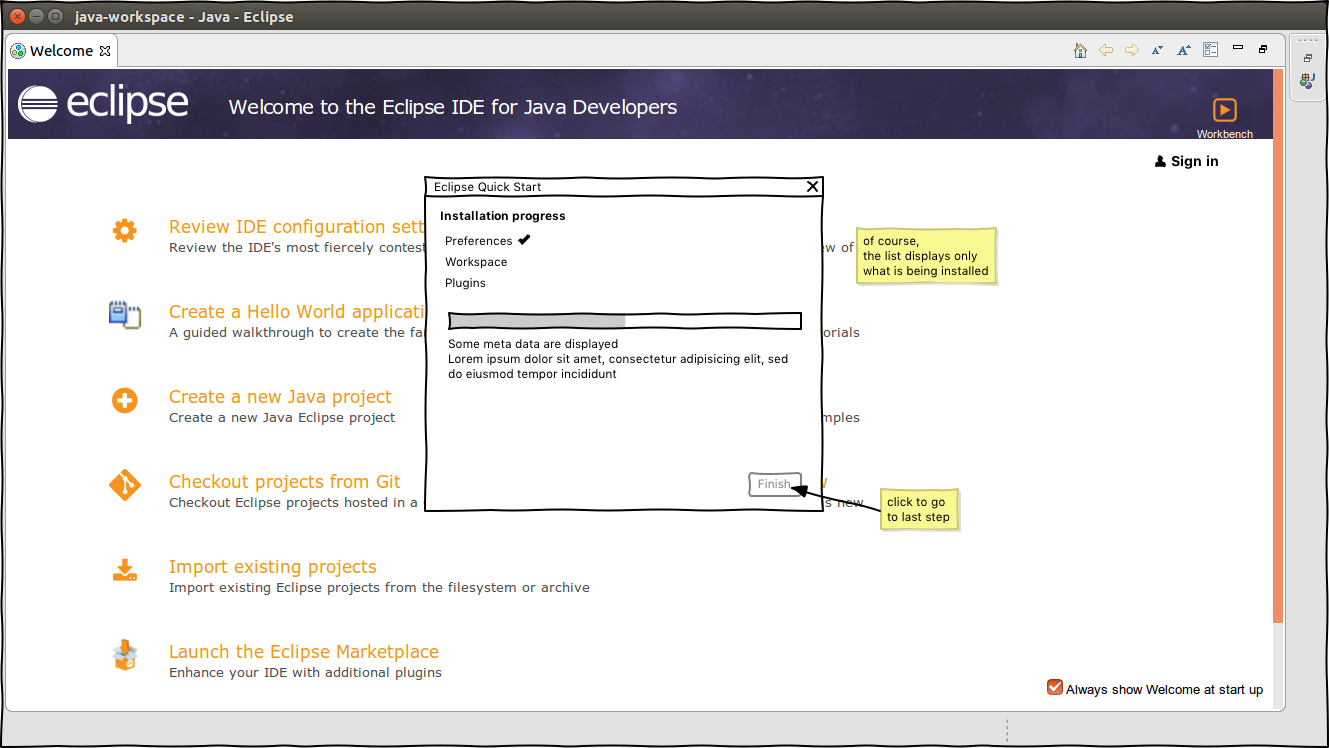 java-workspace - Java - Eclipse
Welcome
eclipse
Welcome to the Eclipse IDE for Java Developers
Workbench
Sign in
Eclipse Quick Start
Installation progress
Preferences
Workspace
Plugins
Some meta data are displayed
Lorem ipsum dolor sit amet, consectetur adipisicing elit, sed
do eiusmod tempor incididunt
Finish
of course,
the list displays only
what is being installed
click to go
to last step
Review IDE configuration sett
Review the IDE's most fiercely contest
ew of
Create a Hello World applicati
A guided walkthrough to create the fa
orials
Create a new Java project
Create a new Java Eclipse project
mples
Checkout projects from Git
Checkout Eclipse projects hosted in a
s new
Import existing projects
Import existing Eclipse projects from the filesystem or archive
Launch the Eclipse Marketplace
Enhance your IDE with additional plugins
Always show Welcome at start up